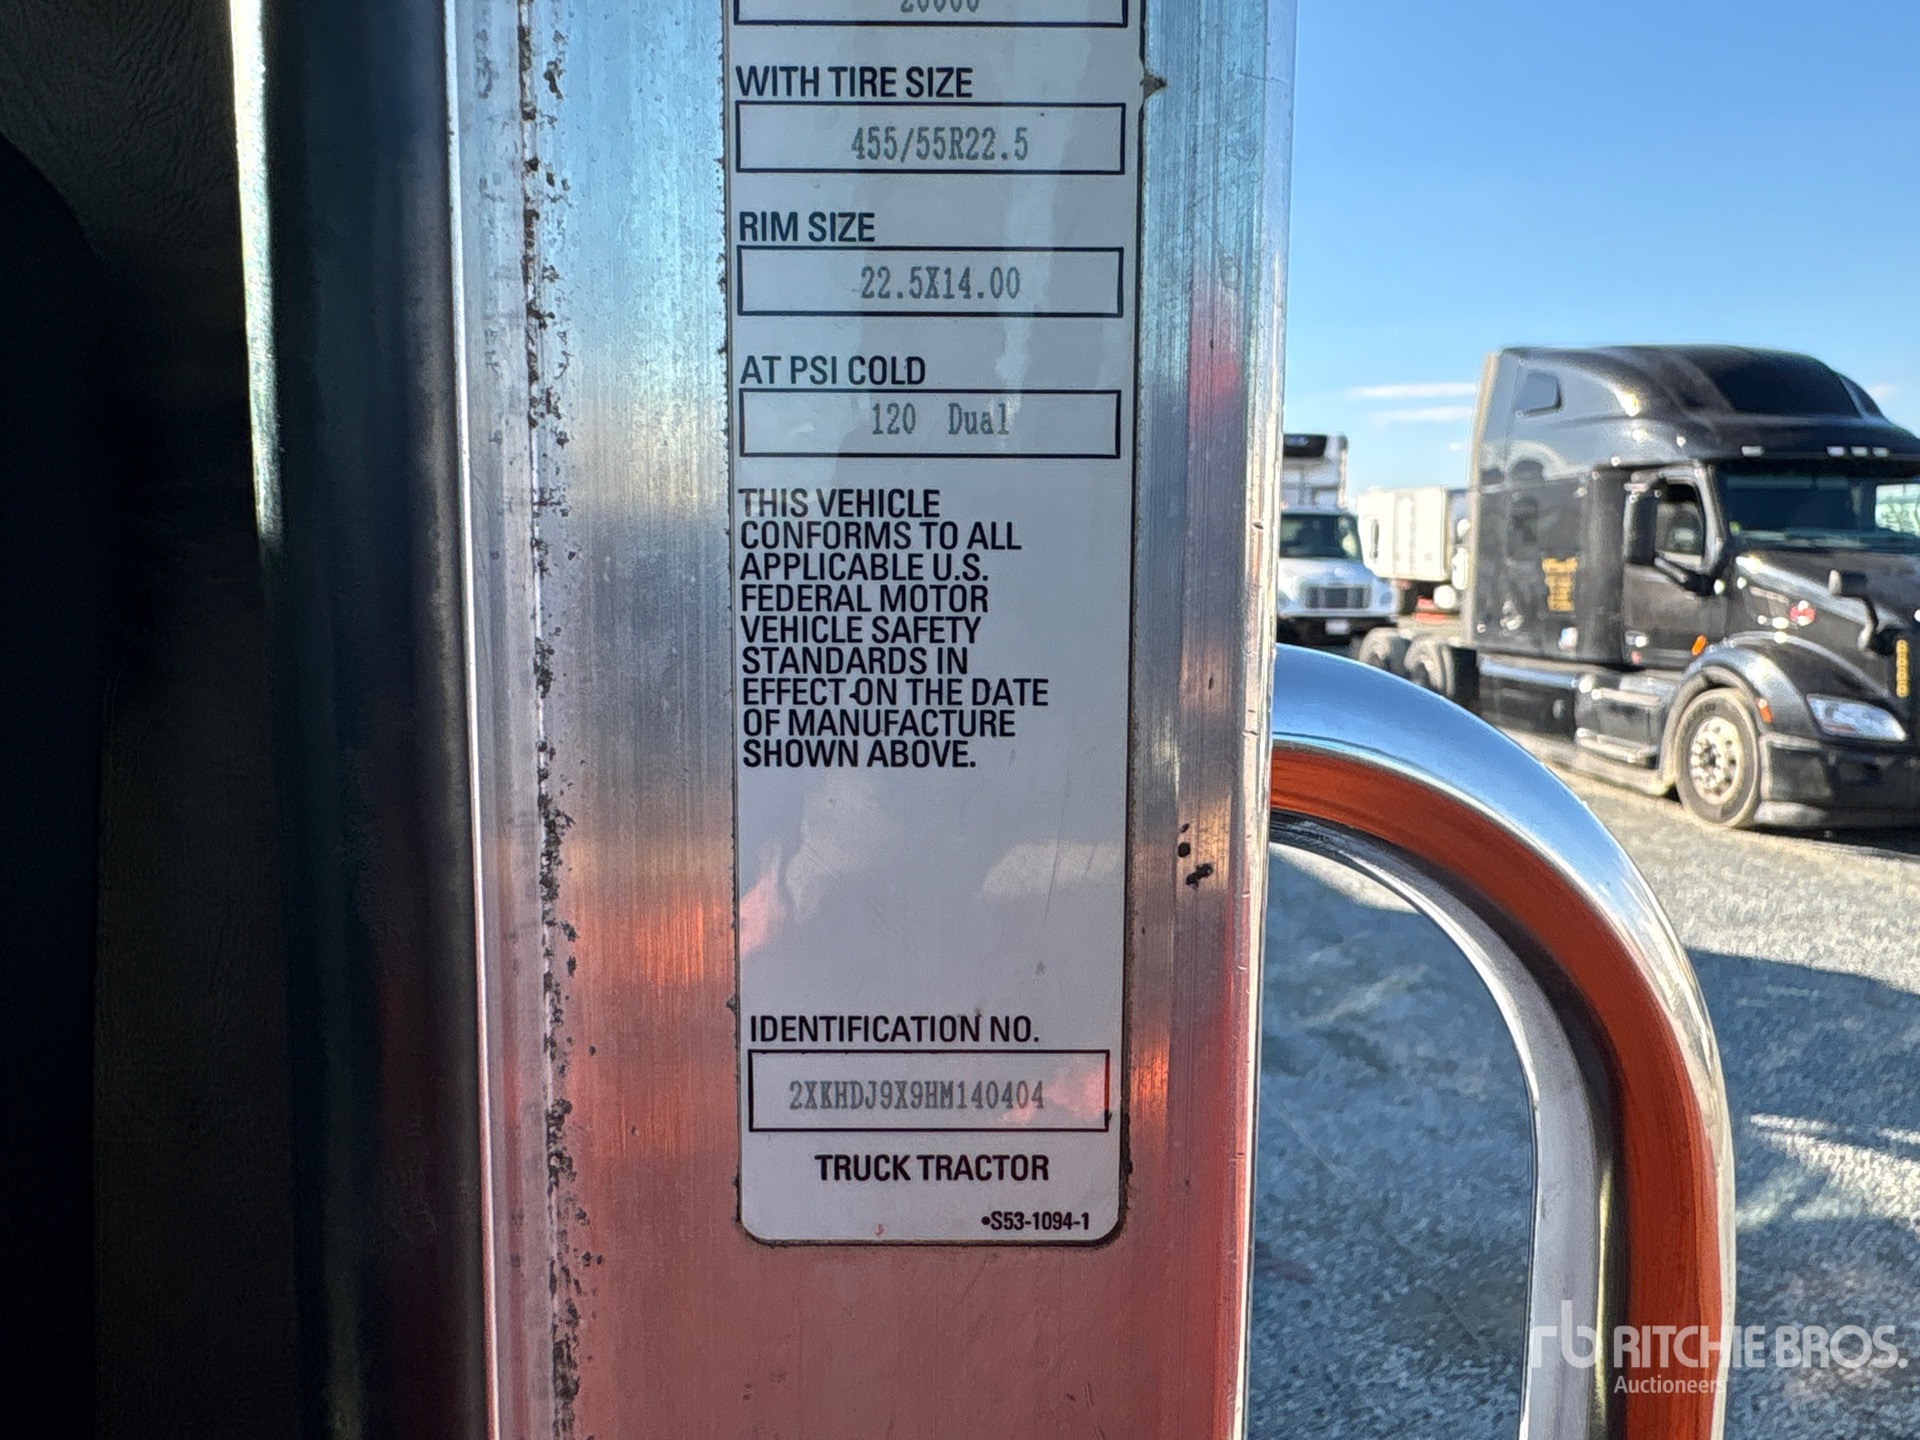 20000
WITH TIRE SIZE
455/55R22.5
RIM SIZE
22.5X14.00
AT PSI COLD
120 Dual
THIS VEHICLE
CONFORMS TO ALL
APPLICABLE U.S.
FEDERAL MOTOR
VEHICLE SAFETY
STANDARDS IN
EFFECT ON THE DATE
OF MANUFACTURE
SHOWN ABOVE.
IDENTIFICATION NO.
2XKHDJ9X9HM140404
TRUCK TRACTOR
•S53-1094-1
rb RITCHIE BROS.
Auctioneers